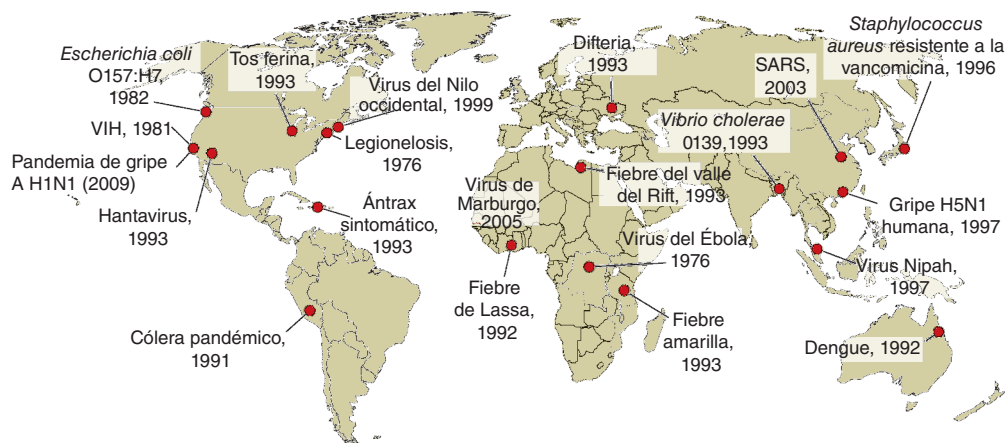 Escherichia coli
O157:H7,
1982
Tos ferina,
1993
Virus del Nilo
occidental, 1999
VIH, 1981
Pandemia de gripe
A H1N1 (2009)
Legionelosis,
1976
Hantavirus,
1993
Ántrax
sintomático,
1993
Cólera pandémico,
1991
Difteria,
1993
Staphylococcus
aureus resistente a la
vancomicina, 1996
SARS,
2003
Vibrio cholerae
0139,1993
Virus de
Marburgo,
2005
Fiebre del valle
del Rift, 1993
Gripe H5N1
humana, 1997
Virus del Ébola,
1976
Virus Nipah,
1997
Fiebre
de Lassa,
1992
Fiebre
amarilla,
1993
Dengue, 1992